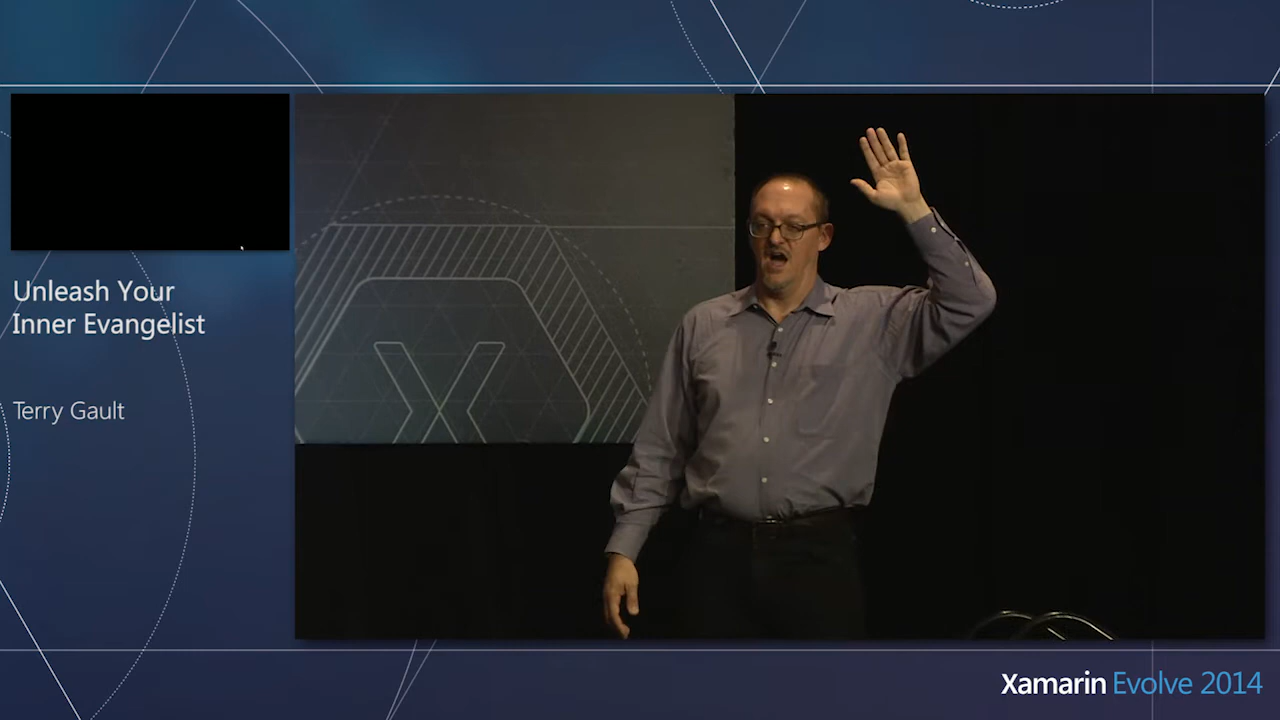 Unleash Your
Inner Evangelist
Terry Gault
X
Xamarin Evolve 2014